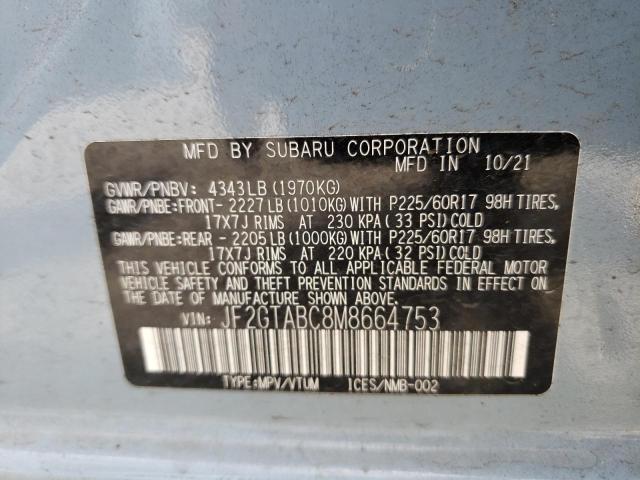 MFD BY SUBARU CORPORATION
MFD IN 10/21
GVWR/PNBV: 4343LB (1970KG)
GAWR/PNBE:FRONT- 2227LB (1010KG)WITH P225/60R17 98H TIRES,
17X7J RIMS AT 230 KPA (33 PSI)COLD
GAWR/PNBE:REAR - 2205LB (1000KG)WITH P225/60R17 98H TIRES,
17X7J RIMS AT 220 KPA (32 PSI)COLD
THIS VEHICLE CONFORMS TO ALL APPLICABLE FEDERAL MOTOR
VEHICLE SAFETY AND THEFT PREVENTION STANDARDS IN EFFECT
ON THE DATE OF MANUFACTURE SHOWN ABOVE.
VIN: JF2GTABC8M8664753
TYPE:MPV/VTUM ICES/NMB-002